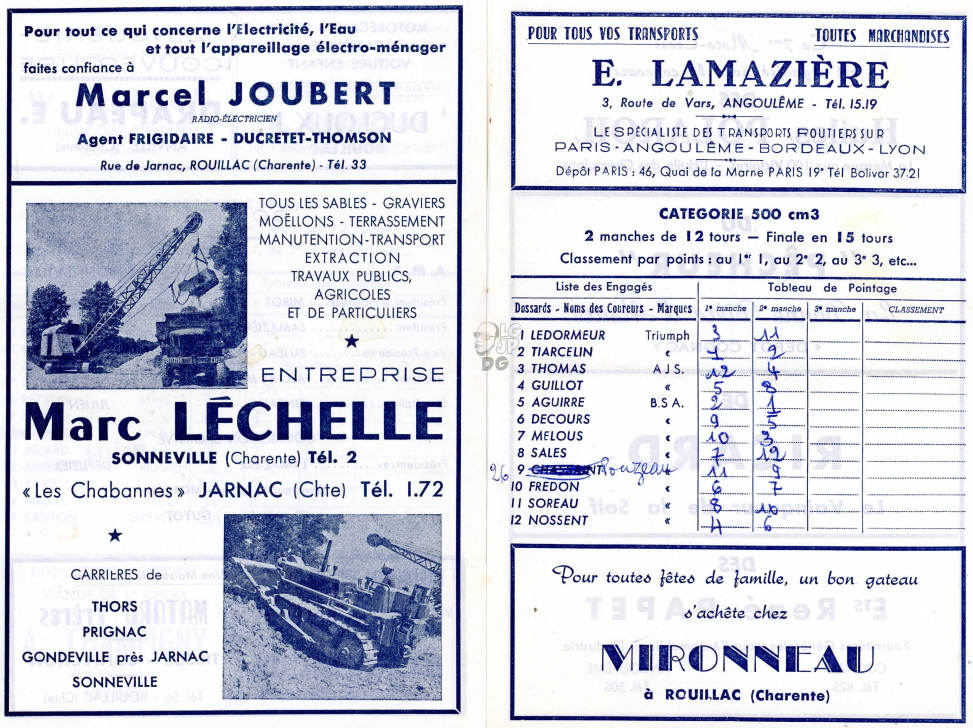 Pour tout ce qui concerne l'Electricité, l'Eau
et tout l'appareillage électro-ménager
faites confiance à
Marcel JOUBERT
RADIO-ÉLECTRICIEN
Agent FRIGIDAIRE - DUCRETET-THOMSON
Rue de Jarnac, ROUILLAC (Charente) - Tél. 33
TOUS LES SABLES - GRAVIERS
MOËLLONS - TERRASSEMENT
MANUTENTION-TRANSPORT
EXTRACTION
TRAVAUX PUBLICS,
AGRICOLES
ET DE PARTICULIERS
ENTREPRISE
Marc LÉCHELLE
SONNEVILLE (Charente) Tél. 2
« Les Chabannes » JARNAC (Chte) Tél. 1.72
CARRIERES de
THORS
PRIGNAC
GONDEVILLE près JARNAC
SONNEVILLE
POUR TOUS VOS TRANSPORTS TOUTES MARCHANDISES
E. LAMAZIÈRE
3, Route de Vars, ANGOULÊME - Tél. 15.19
LE SPÉCIALISTE DES TRANSPORTS ROUTIERS SUR
PARIS-ANGOULÊME-BORDEAUX-LYON
Dépôt PARIS : 46, Quai de la Marne PARIS 19e Tél Bolivar 37-21
CATEGORIE 500 cm3
2 manches de 12 tours — Finale en 15 tours
Classement par points au 1er 1, au 2e 2, au 3e 3, etc...
Liste des Engagés Tableau de Pointage
Dossards - Noms des Coureurs - Marques 1e manche 2e manche 3e manche CLASSEMENT
1 LEDORMEUR Triumph 3 11
2 TIARCELIN « 2
3 THOMAS A J S. 12 4
4 GUILLOT « 5 8
5 AGUIRRE B.S.A. 2 1
6 DECOURS « 9 5
7 MELOUS « 10 3
8 SALES « 7 12
26 9 Rouzeau « 11 9
10 FREDON « 6 7
11 SOREAU « 8 10
12 NOSSENT « 4 6
Pour toutes fêtes de famille, un bon gateau
s'achète chez
MIRONNEAU
à ROUILLAC (Charente)